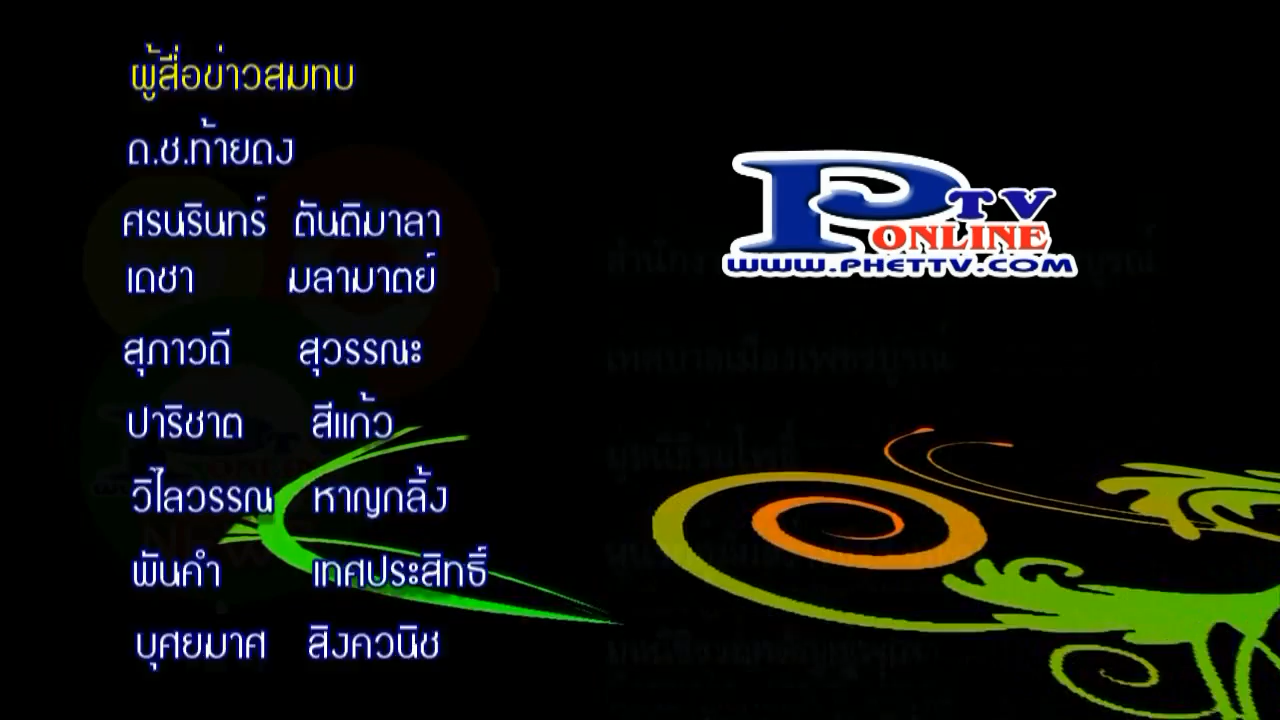 ผู้สื่อข่าวสมทบ
ด.ช.ท้ายดง
ศรนรินทร์ ตันติมาลา
เดชา มลามาตย์
สุภาวดี สุวรรณะ
ปาริชาต สีแก้ว
วิไลวรรณ หาญกลิ้ง
พันคำ เทศประสิทธิ์
บุศยมาศ สิงควนิช
P TV
ONLINE
WWW.PHETTV.COM